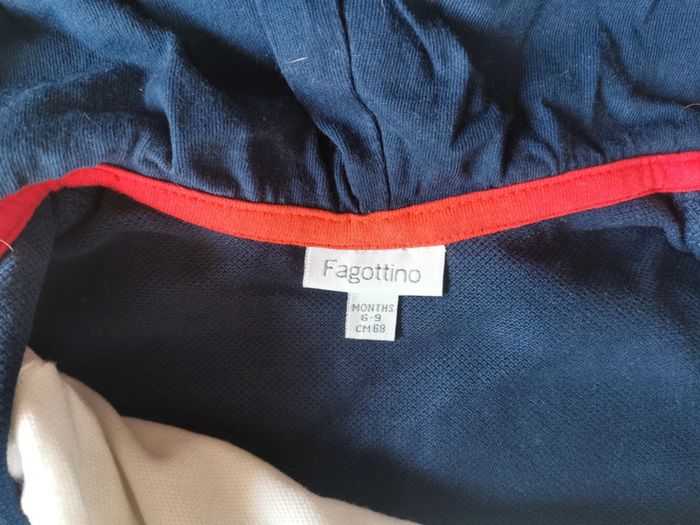 Fagottino
MONTHS
6-9
CM 68